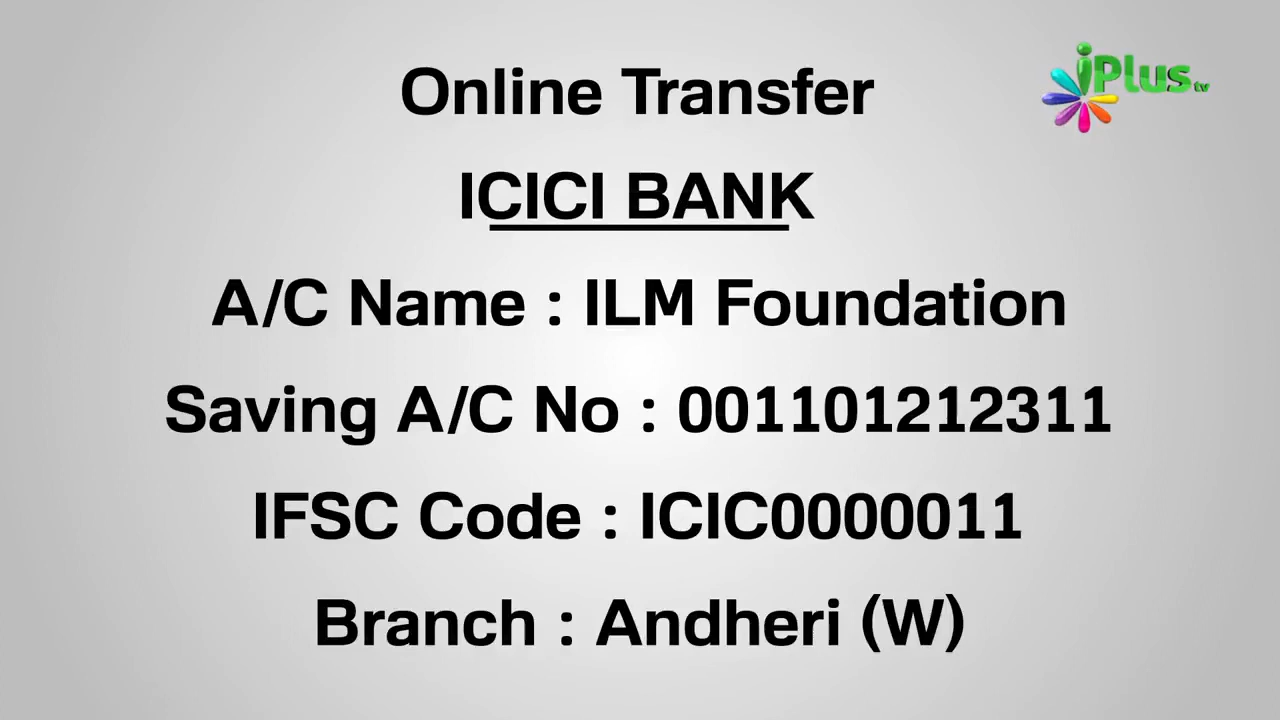 Online Transfer
iPlus tv
ICICI BANK
A/C Name : ILM Foundation
Saving A/C No : 001101212311
IFSC Code : ICIC0000011
Branch : Andheri (W)